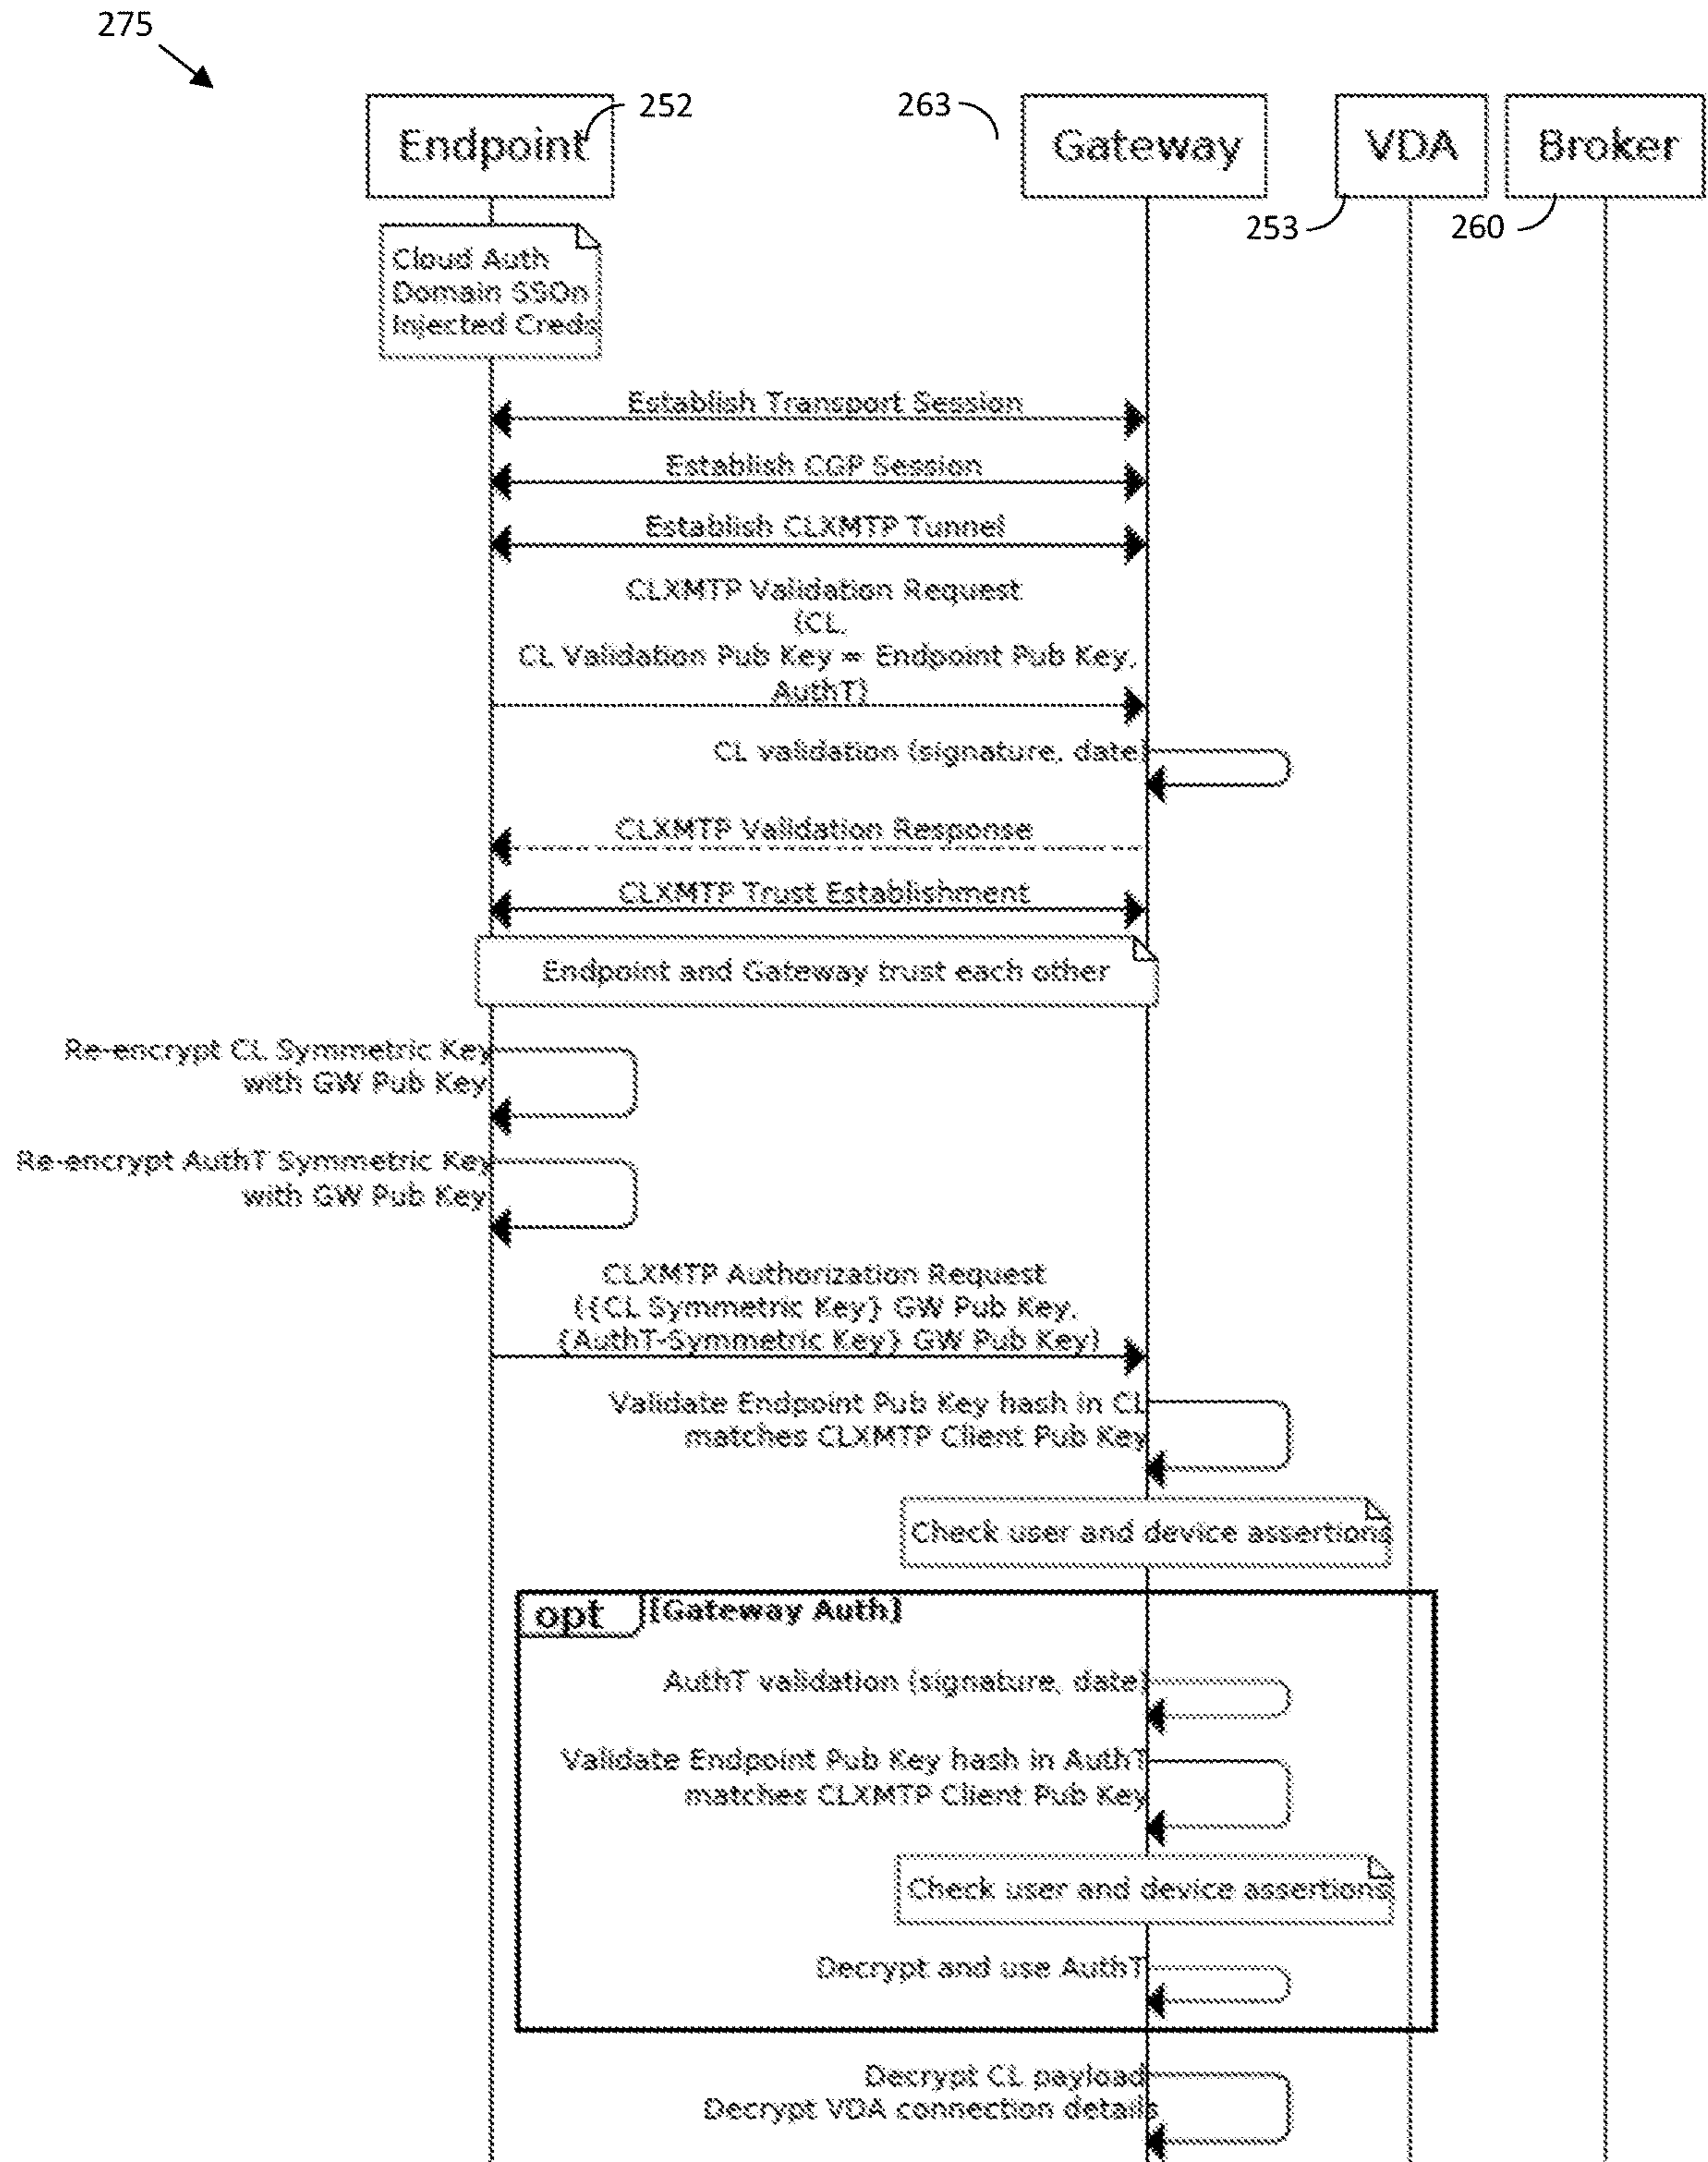 275
252
263
Endpoint
Gateway
VDA
Broker
253
260
Cloud Auth
Domain SSOn
Injected Creds
Establish Transport Session
Establish CGP Session
Establish CLXMTP Tunnel
CLXMTP Validation Request
(CL,
CL Validation Pub Key = Endpoint Pub Key,
AuthT)
CL validation (signature, date)
CLXMTP Validation Response
CLXMTP Trust Establishment
Endpoint and Gateway trust each other
Re-encrypt CL Symmetric Key
with GW Pub Key
Re-encrypt AuthT Symmetric Key
with GW Pub Key
CLXMTP Authorization Request
({CL Symmetric Key} GW Pub Key,
{AuthT-Symmetric Key} GW Pub Key)
Validate Endpoint Pub Key hash in CL
matches CLXMTP Client Pub Key
Check user and device assertions
opt [Gateway Auth]
AuthT validation (signature, date)
Validate Endpoint Pub Key hash in AuthT
matches CLXMTP Client Pub Key
Check user and device assertions
Decrypt and use AuthT
Decrypt CL payload
Decrypt VDA connection details